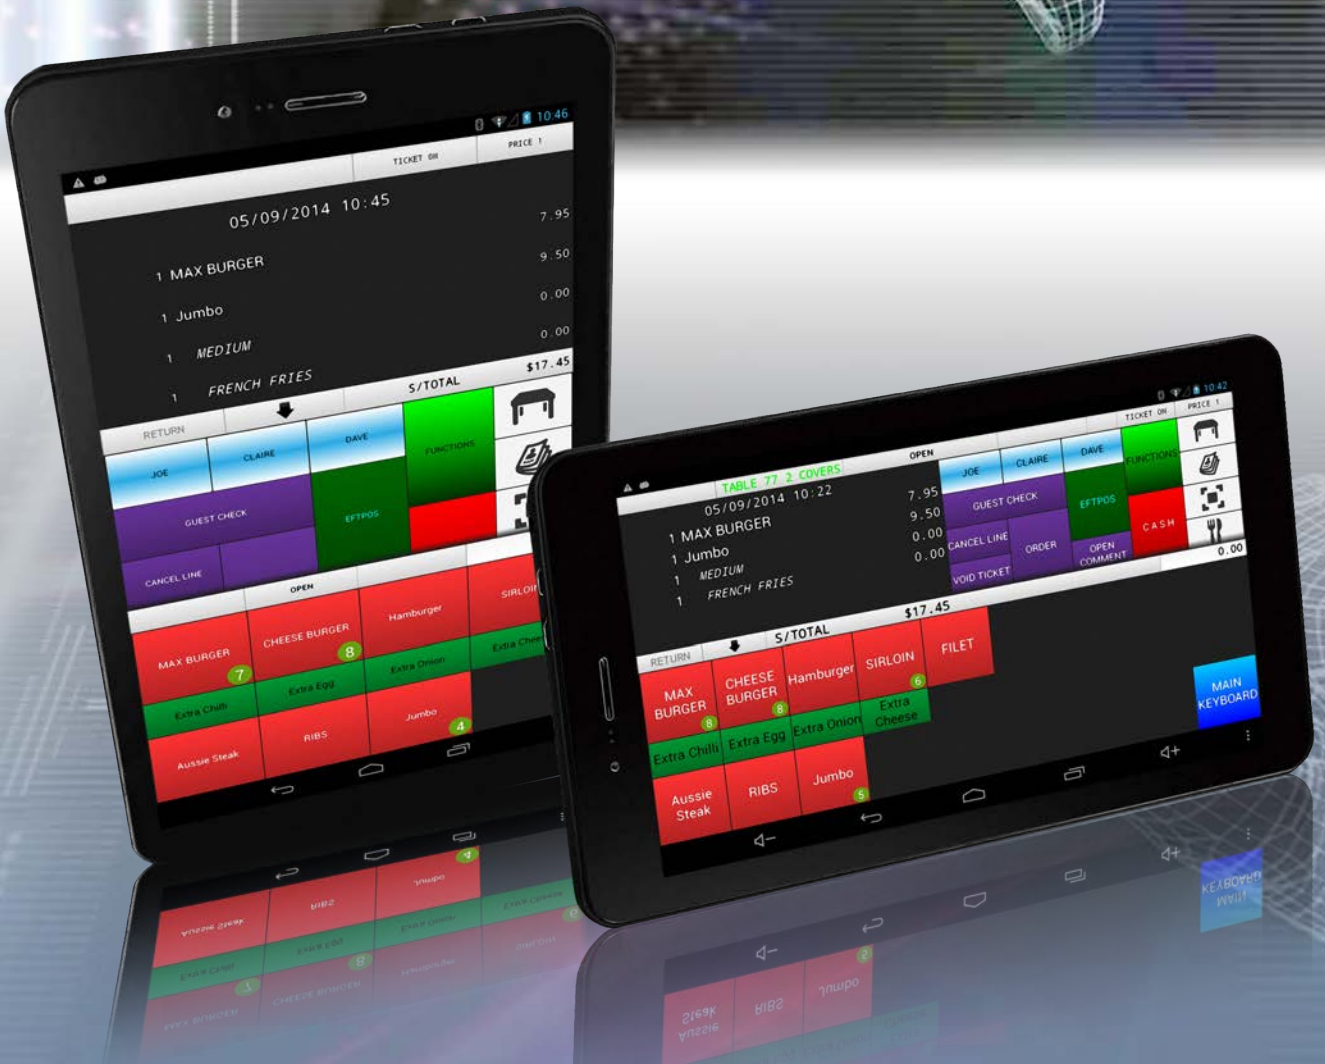 10:46
TICKET ON PRICE 1
05/09/2014 10:45
1 MAX BURGER 7.95
1 Jumbo 9.50
1 MEDIUM 0.00
1 FRENCH FRIES 0.00
RETURN S/TOTAL $17.45
JOE CLAIRE DAVE FUNCTIONS
GUEST CHECK EFTPOS
CANCEL LINE
OPEN
MAX BURGER CHEESE BURGER Hamburger
7 8
Extra Chilli Extra Egg Extra Onion
Aussie Steak RIBS Jumbo
4
10:42
TICKET ON PRICE 1
TABLE 77 2 COVERS OPEN
05/09/2014 10:22
1 MAX BURGER 7.95
1 Jumbo 9.50
1 MEDIUM 0.00
1 FRENCH FRIES 0.00
JOE CLAIRE DAVE FUNCTIONS
GUEST CHECK EFTPOS CASH
CANCEL LINE ORDER OPEN
COMMENT
VOID TICKET
0.00
RETURN S/TOTAL $17.45
MAX
BURGER
8
CHEESE
BURGER
8
Hamburger
SIRLOIN
6
FILET
Extra Chilli Extra Egg Extra Onion Extra
Cheese
Aussie
Steak
RIBS
Jumbo
5
MAIN
KEYBOARD